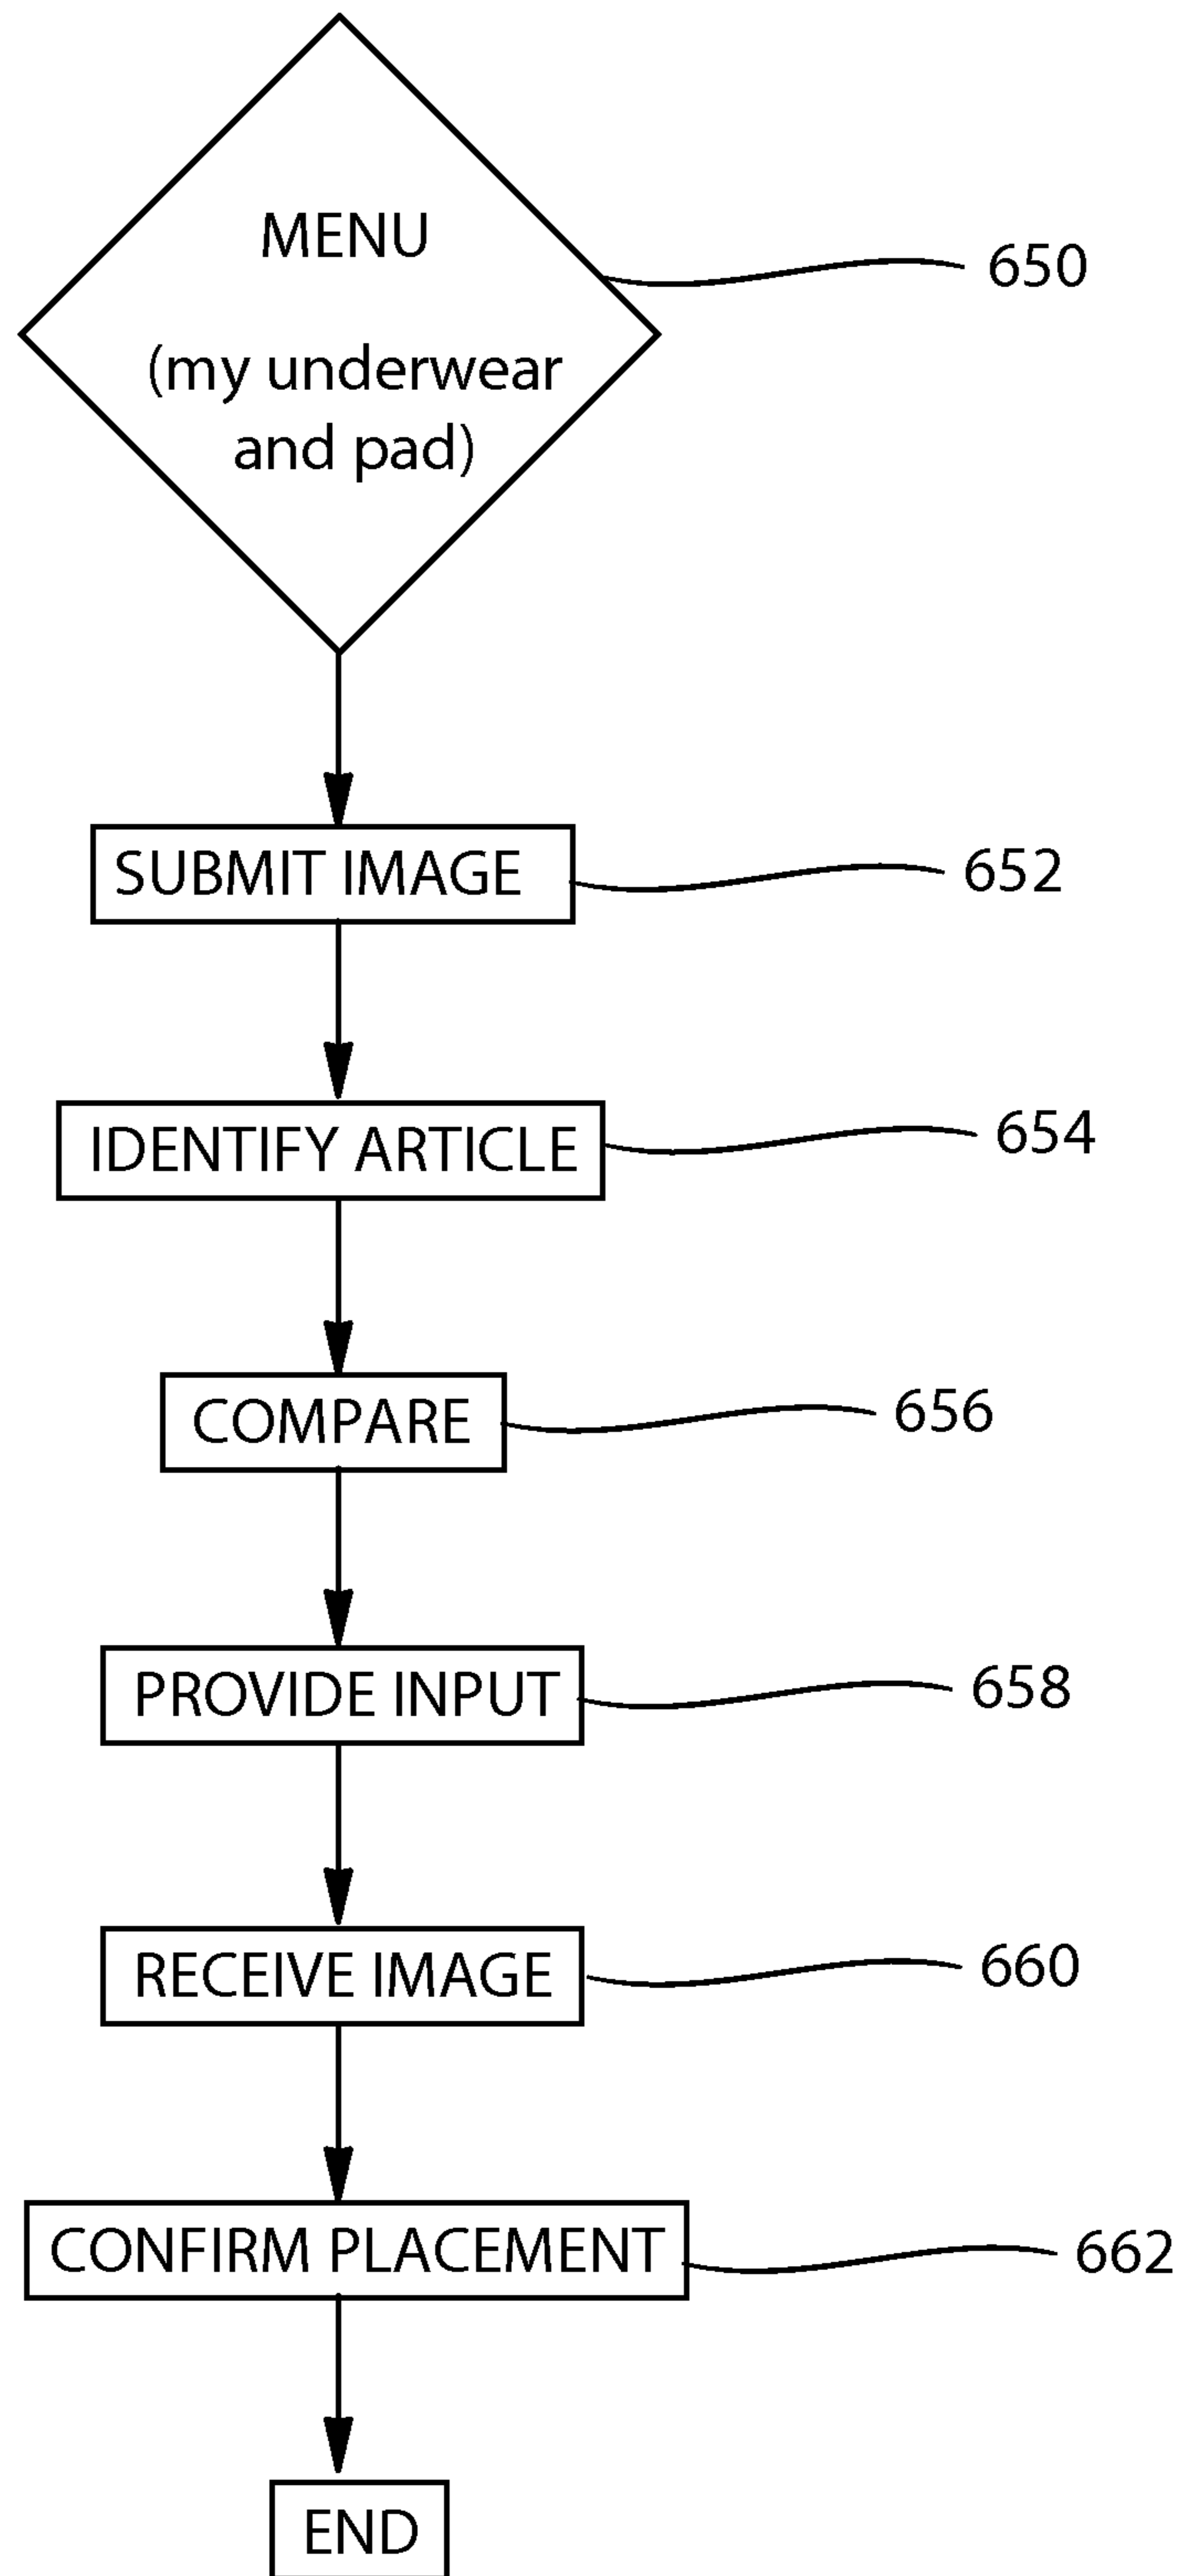 MENU
650
(my underwear
and pad)
SUBMIT IMAGE
652
IDENTIFY ARTICLE
654
COMPARE
656
PROVIDE INPUT
658
RECEIVE IMAGE
660
CONFIRM PLACEMENT
662
END